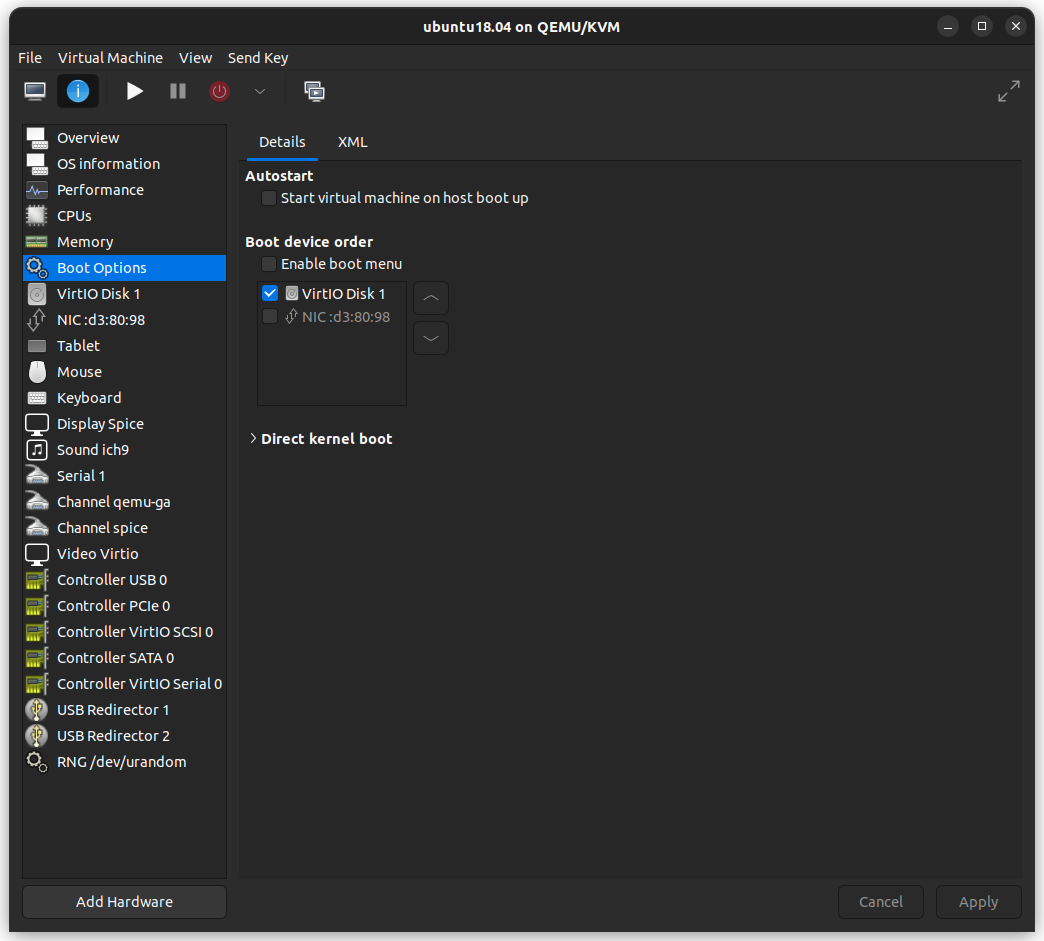 ubuntu18.04 on QEMU/KVM
File Virtual Machine View Send Key
Overview
OS information
Performance
CPUs
Memory
Boot Options
VirtIO Disk 1
NIC :d3:80:98
Tablet
Mouse
Keyboard
Display Spice
Sound ich9
Serial 1
Channel qemu-ga
Channel spice
Video Virtio
Controller USB 0
Controller PCIe 0
Controller VirtIO SCSI 0
Controller SATA 0
Controller VirtIO Serial 0
USB Redirector 1
USB Redirector 2
RNG /dev/urandom
Add Hardware
Details XML
Autostart
Start virtual machine on host boot up
Boot device order
Enable boot menu
VirtIO Disk 1
NIC :d3:80:98
Direct kernel boot
Cancel Apply